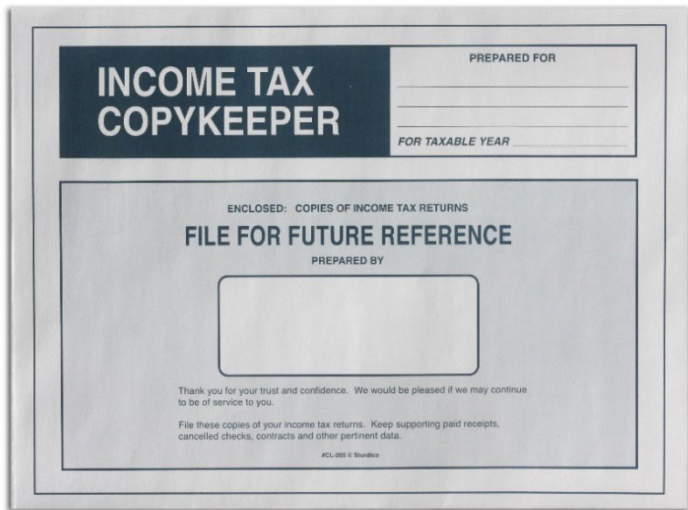 INCOME TAX
COPYKEEPER
PREPARED FOR
FOR TAXABLE YEAR
ENCLOSED: COPIES OF INCOME TAX RETURNS
FILE FOR FUTURE REFERENCE
PREPARED BY
Thank you for your trust and confidence. We would be pleased if we may continue
to be of service to you.
File these copies of your income tax returns. Keep supporting paid receipts,
cancelled checks, contracts and other pertinent data.